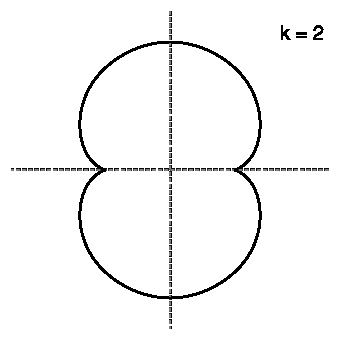 k = 2